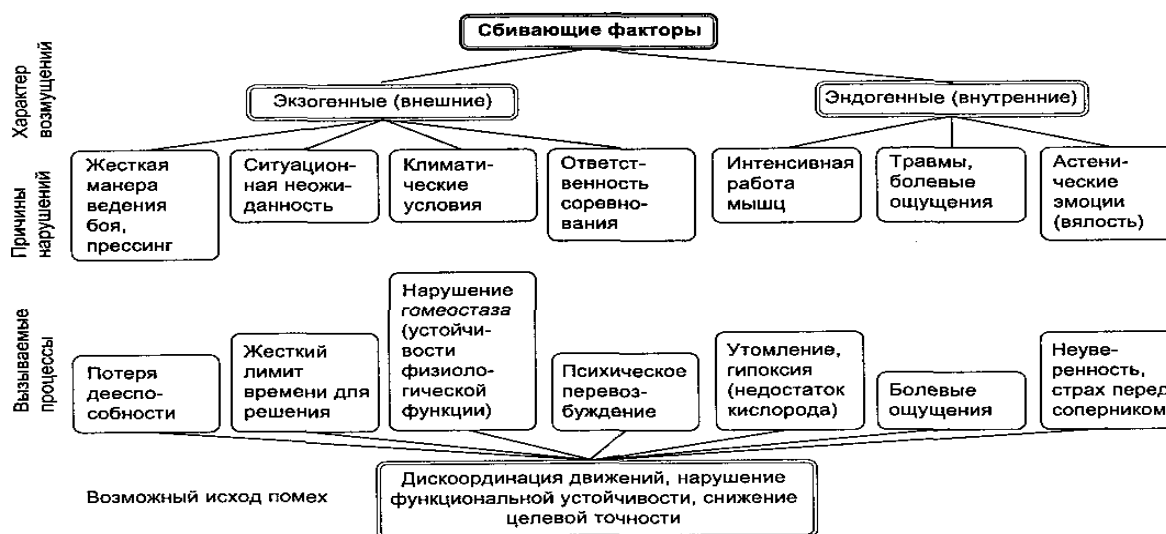 Сбивающие факторы
Характер
возмущений
Экзогенные (внешние)
Эндогенные (внутренние)
Причины
нарушений
Жесткая
манера
ведения
боя,
прессинг
Ситуацион-
ная неожи-
данность
Климати-
ческие
условия
Ответст-
венность
соревно-
вания
Интенсивная
работа
мышц
Травмы,
болевые
ощущения
Астени-
ческие
эмоции
(вялость)
Вызываемые
процессы
Потеря
дееспо-
собности
Жесткий
лимит
времени для
решения
Нарушение
гомеостаза
(устойчи-
вости
физиоло-
гической
функции)
Психическое
перевоз-
буждение
Утомление,
гипоксия
(недостаток
кислорода)
Болевые
ощущения
Неуве-
ренность,
страх перед
соперником
Возможный исход помех
Дискоординация движений, нарушение
функциональной устойчивости, снижение
целевой точности